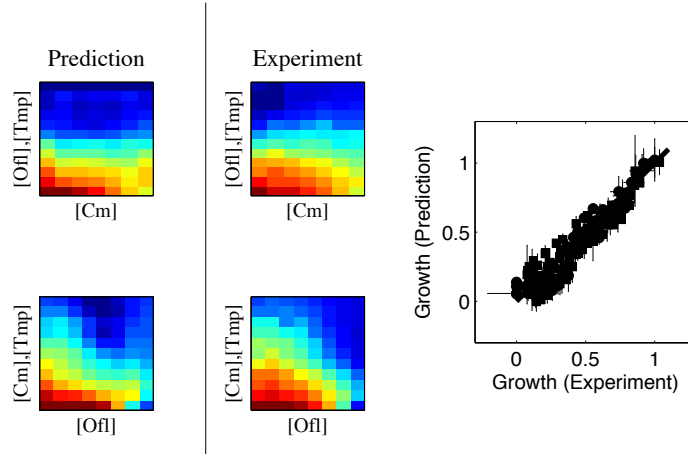 Prediction
Experiment
[Ofl],[Tmp]
[Cm]
[Ofl],[Tmp]
[Cm]
Growth (Prediction)
1
0.5
0
0
0.5
1
Growth (Experiment)
[Cm],[Tmp]
[Ofl]
[Cm],[Tmp]
[Ofl]